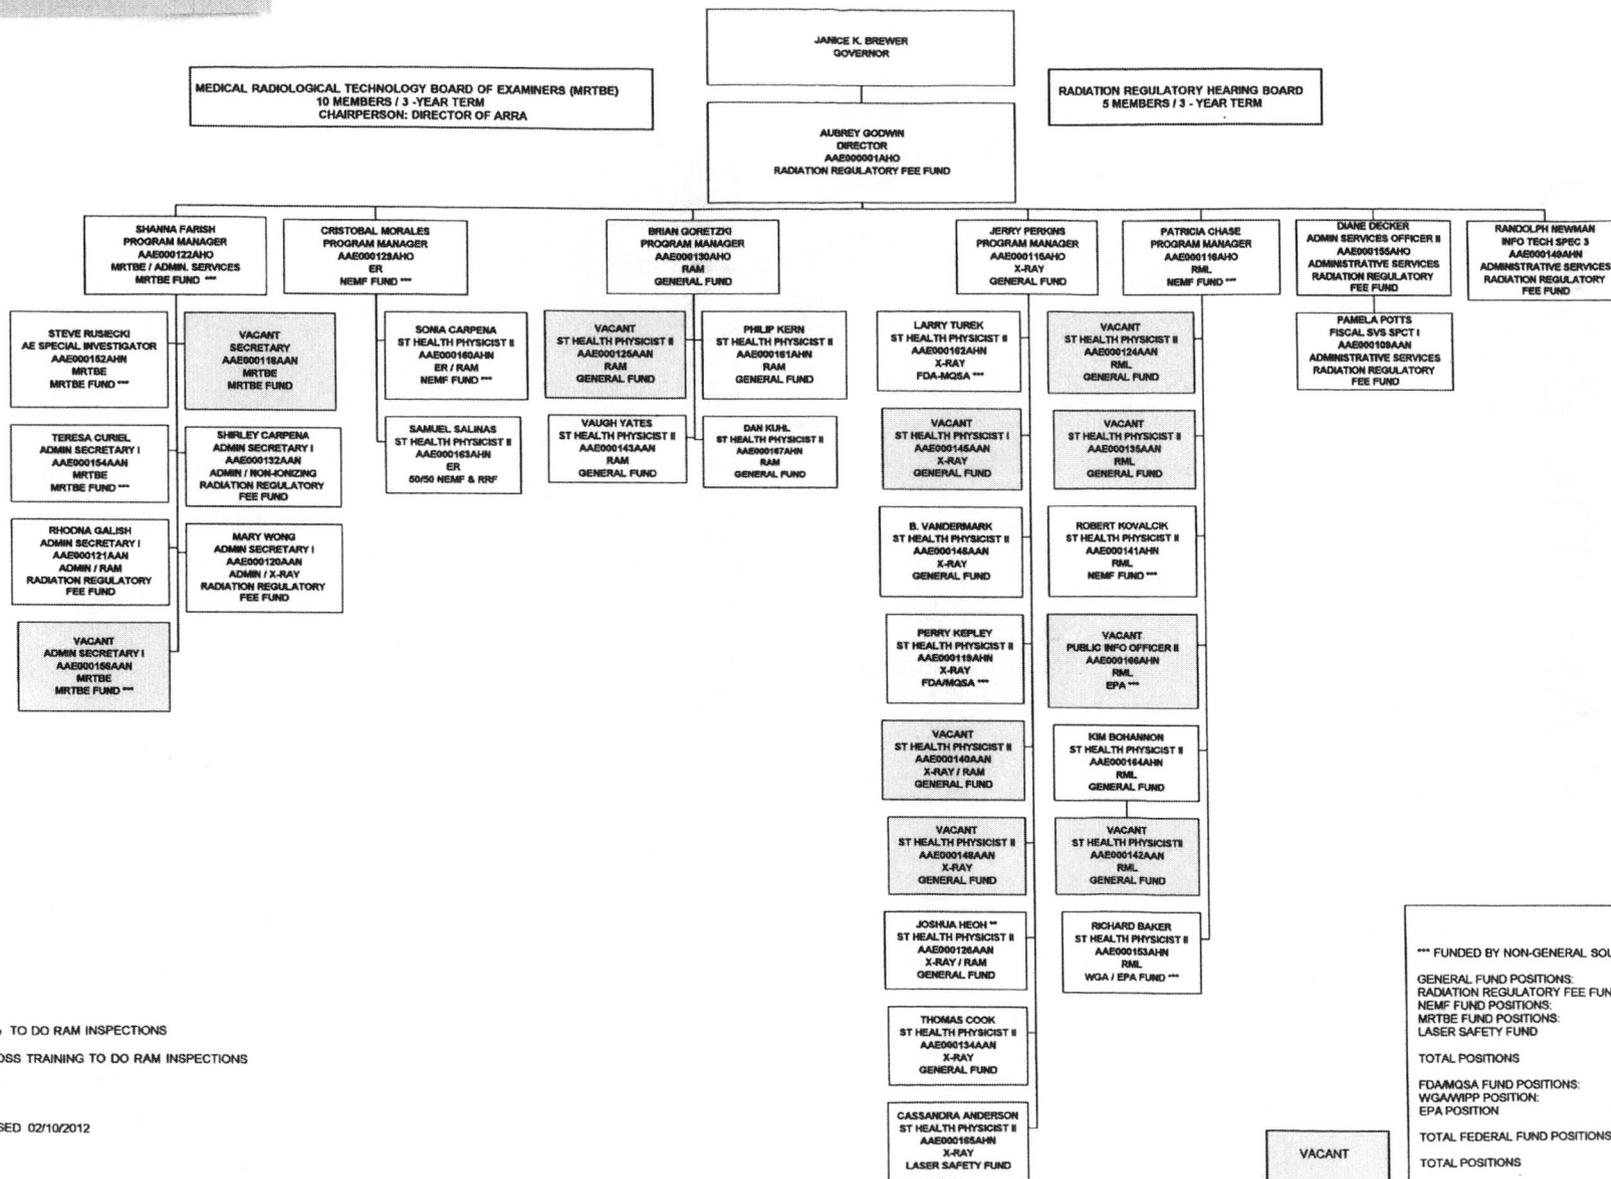 JANICE K. BREWER
GOVERNOR
MEDICAL RADIOLOGICAL TECHNOLOGY BOARD OF EXAMINERS (MRTBE)
10 MEMBERS / 3 -YEAR TERM
CHAIRPERSON: DIRECTOR OF ARRA
RADIATION REGULATORY HEARING BOARD
5 MEMBERS / 3 - YEAR TERM
AUBREY GODWIN
DIRECTOR
AAE000001AHO
RADIATION REGULATORY FEE FUND
SHANNA FARISH
PROGRAM MANAGER
AAE000122AHO
MRTBE / ADMIN. SERVICES
MRTBE FUND ***
CRISTOBAL MORALES
PROGRAM MANAGER
AAE000129AHO
ER
NEMF FUND ***
BRIAN GORETZKI
PROGRAM MANAGER
AAE000130AHO
RAM
GENERAL FUND
JERRY PERKINS
PROGRAM MANAGER
AAE000115AHO
X-RAY
GENERAL FUND
PATRICIA CHASE
PROGRAM MANAGER
AAE000116AHO
RML
NEMF FUND ***
DIANE DECKER
ADMIN SERVICES OFFICER II
AAE000155AHO
ADMINISTRATIVE SERVICES
RADIATION REGULATORY
FEE FUND
RANDOLPH NEWMAN
INFO TECH SPEC 3
AAE000149AHN
ADMINISTRATIVE SERVICES
RADIATION REGULATORY
FEE FUND
STEVE RUSIECKI
AE SPECIAL INVESTIGATOR
AAE000152AHN
MRTBE
MRTBE FUND ***
VACANT
SECRETARY
AAE000118AAN
MRTBE
MRTBE FUND
SONIA CARPENA
ST HEALTH PHYSICIST II
AAE000160AHN
ER / RAM
NEMF FUND ***
VACANT
ST HEALTH PHYSICIST II
AAE000125AAN
RAM
GENERAL FUND
PHILIP KERN
ST HEALTH PHYSICIST II
AAE000161AHN
RAM
GENERAL FUND
LARRY TUREK
ST HEALTH PHYSICIST II
AAE000162AHN
X-RAY
FDA-MQSA ***
VACANT
ST HEALTH PHYSICIST II
AAE000124AAN
RML
GENERAL FUND
PAMELA POTTS
FISCAL SVS SPCT I
AAE000109AAN
ADMINISTRATIVE SERVICES
RADIATION REGULATORY
FEE FUND
TERESA CURIEL
ADMIN SECRETARY I
AAE000154AAN
MRTBE
MRTBE FUND ***
SHIRLEY CARPENA
ADMIN SECRETARY I
AAE000132AAN
ADMIN / NON-IONIZING
RADIATION REGULATORY
FEE FUND
SAMUEL SALINAS
ST HEALTH PHYSICIST II
AAE000163AHN
ER
50/50 NEMF & RRF
VAUGH YATES
ST HEALTH PHYSICIST II
AAE000143AAN
RAM
GENERAL FUND
DAN KUHL
ST HEALTH PHYSICIST II
AAE000167AHN
RAM
GENERAL FUND
VACANT
ST HEALTH PHYSICIST I
AAE000145AAN
X-RAY
GENERAL FUND
VACANT
ST HEALTH PHYSICIST II
AAE000135AAN
RML
GENERAL FUND
RHODNA GALISH
ADMIN SECRETARY I
AAE000121AAN
ADMIN / RAM
RADIATION REGULATORY
FEE FUND
MARY WONG
ADMIN SECRETARY I
AAE000120AAN
ADMIN / X-RAY
RADIATION REGULATORY
FEE FUND
B. VANDERMARK
ST HEALTH PHYSICIST II
AAE000146AAN
X-RAY
GENERAL FUND
ROBERT KOVALCIK
ST HEALTH PHYSICIST II
AAE000141AHN
RML
NEMF FUND ***
VACANT
ADMIN SECRETARY I
AAE000156AAN
MRTBE
MRTBE FUND ***
PERRY KEPLEY
ST HEALTH PHYSICIST II
AAE000119AHN
X-RAY
FDA/MQSA ***
VACANT
PUBLIC INFO OFFICER II
AAE000166AHN
RML
EPA ***
VACANT
ST HEALTH PHYSICIST II
AAE000140AAN
X-RAY / RAM
GENERAL FUND
KIM BOHANNON
ST HEALTH PHYSICIST II
AAE000164AHN
RML
GENERAL FUND
VACANT
ST HEALTH PHYSICIST II
AAE000148AAN
X-RAY
GENERAL FUND
VACANT
ST HEALTH PHYSICISTII
AAE000142AAN
RML
GENERAL FUND
JOSHUA HEOH **
ST HEALTH PHYSICIST II
AAE000126AAN
X-RAY / RAM
GENERAL FUND
RICHARD BAKER
ST HEALTH PHYSICIST II
AAE000153AHN
RML
WGA / EPA FUND ***
THOMAS COOK
ST HEALTH PHYSICIST II
AAE000134AAN
X-RAY
GENERAL FUND
CASSANDRA ANDERSON
ST HEALTH PHYSICIST II
AAE000165AHN
X-RAY
LASER SAFETY FUND
TO DO RAM INSPECTIONS
OSS TRAINING TO DO RAM INSPECTIONS
SED 02/10/2012
VACANT
*** FUNDED BY NON-GENERAL SOU
GENERAL FUND POSITIONS:
RADIATION REGULATORY FEE FUN
NEMF FUND POSITIONS:
MRTBE FUND POSITIONS:
LASER SAFETY FUND
TOTAL POSITIONS
FDA/MQSA FUND POSITIONS:
WGA/WIPP POSITION:
EPA POSITION
TOTAL FEDERAL FUND POSITIONS
TOTAL POSITIONS